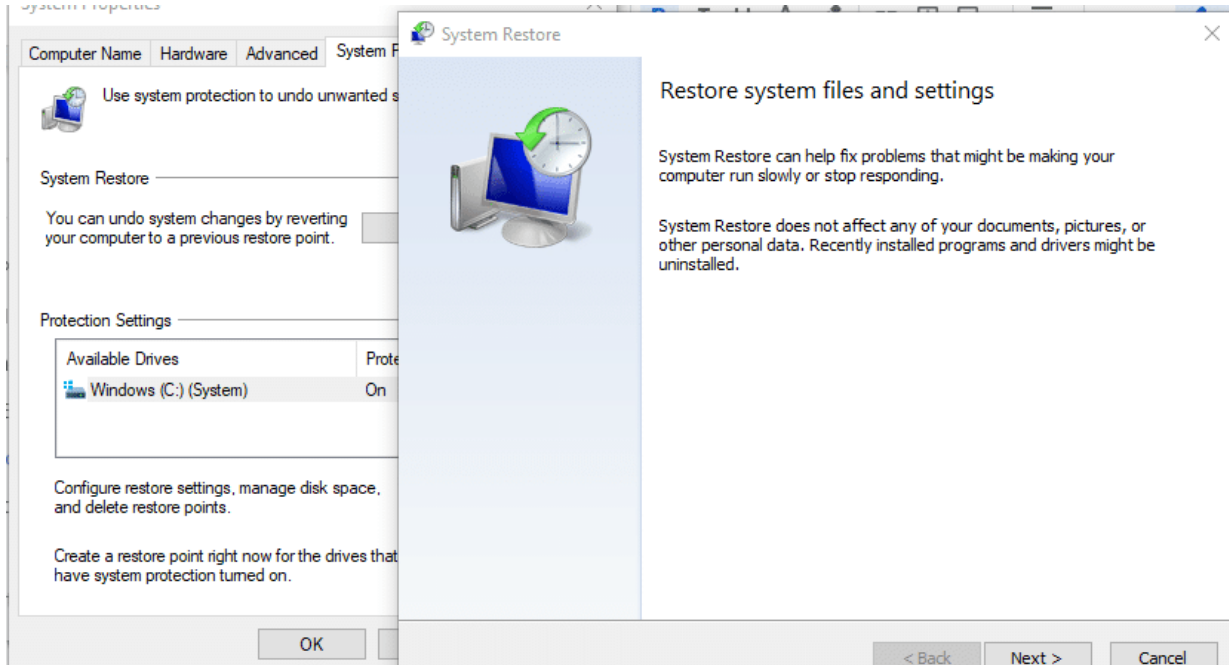 System Properties
Computer Name Hardware Advanced System P
Use system protection to undo unwanted s
System Restore
You can undo system changes by reverting
your computer to a previous restore point.
Protection Settings
Available Drives Prote
Windows (C:) (System) On
Configure restore settings, manage disk space,
and delete restore points.
Create a restore point right now for the drives that
have system protection turned on.
OK
System Restore
Restore system files and settings
System Restore can help fix problems that might be making your
computer run slowly or stop responding.
System Restore does not affect any of your documents, pictures, or
other personal data. Recently installed programs and drivers might be
uninstalled.
< Back Next > Cancel